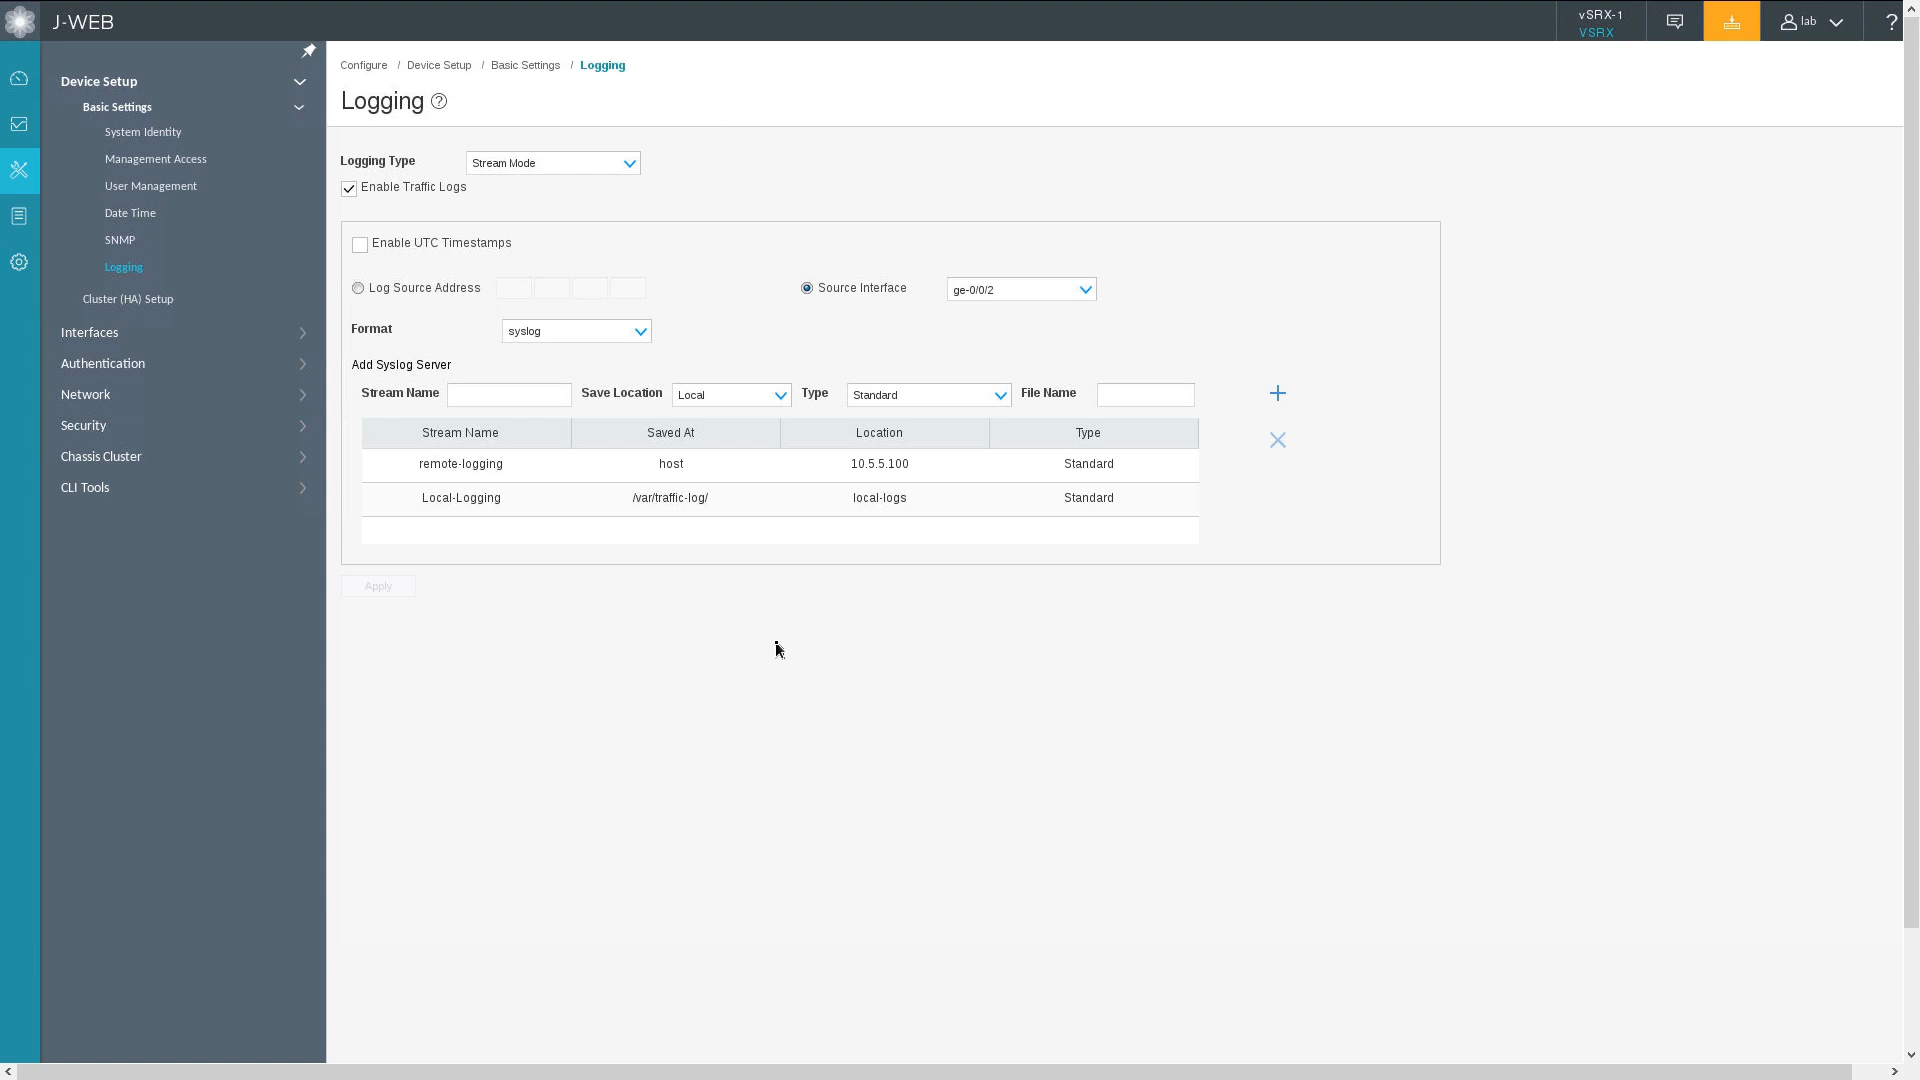 J-WEB
vSRX-1
VSRX
lab
?
Device Setup
Basic Settings
System Identity
Management Access
User Management
Date Time
SNMP
Logging
Cluster (HA) Setup
Interfaces
Authentication
Network
Security
Chassis Cluster
CLI Tools
Configure / Device Setup / Basic Settings / Logging
Logging ?
Logging Type Stream Mode
Enable Traffic Logs
Enable UTC Timestamps
Log Source Address Source Interface ge-0/0/2
Format syslog
Add Syslog Server
Stream Name Save Location Local Type Standard File Name
Stream Name Saved At Location Type
remote-logging host 10.5.5.100 Standard
Local-Logging /var/traffic-log/ local-logs Standard
Apply